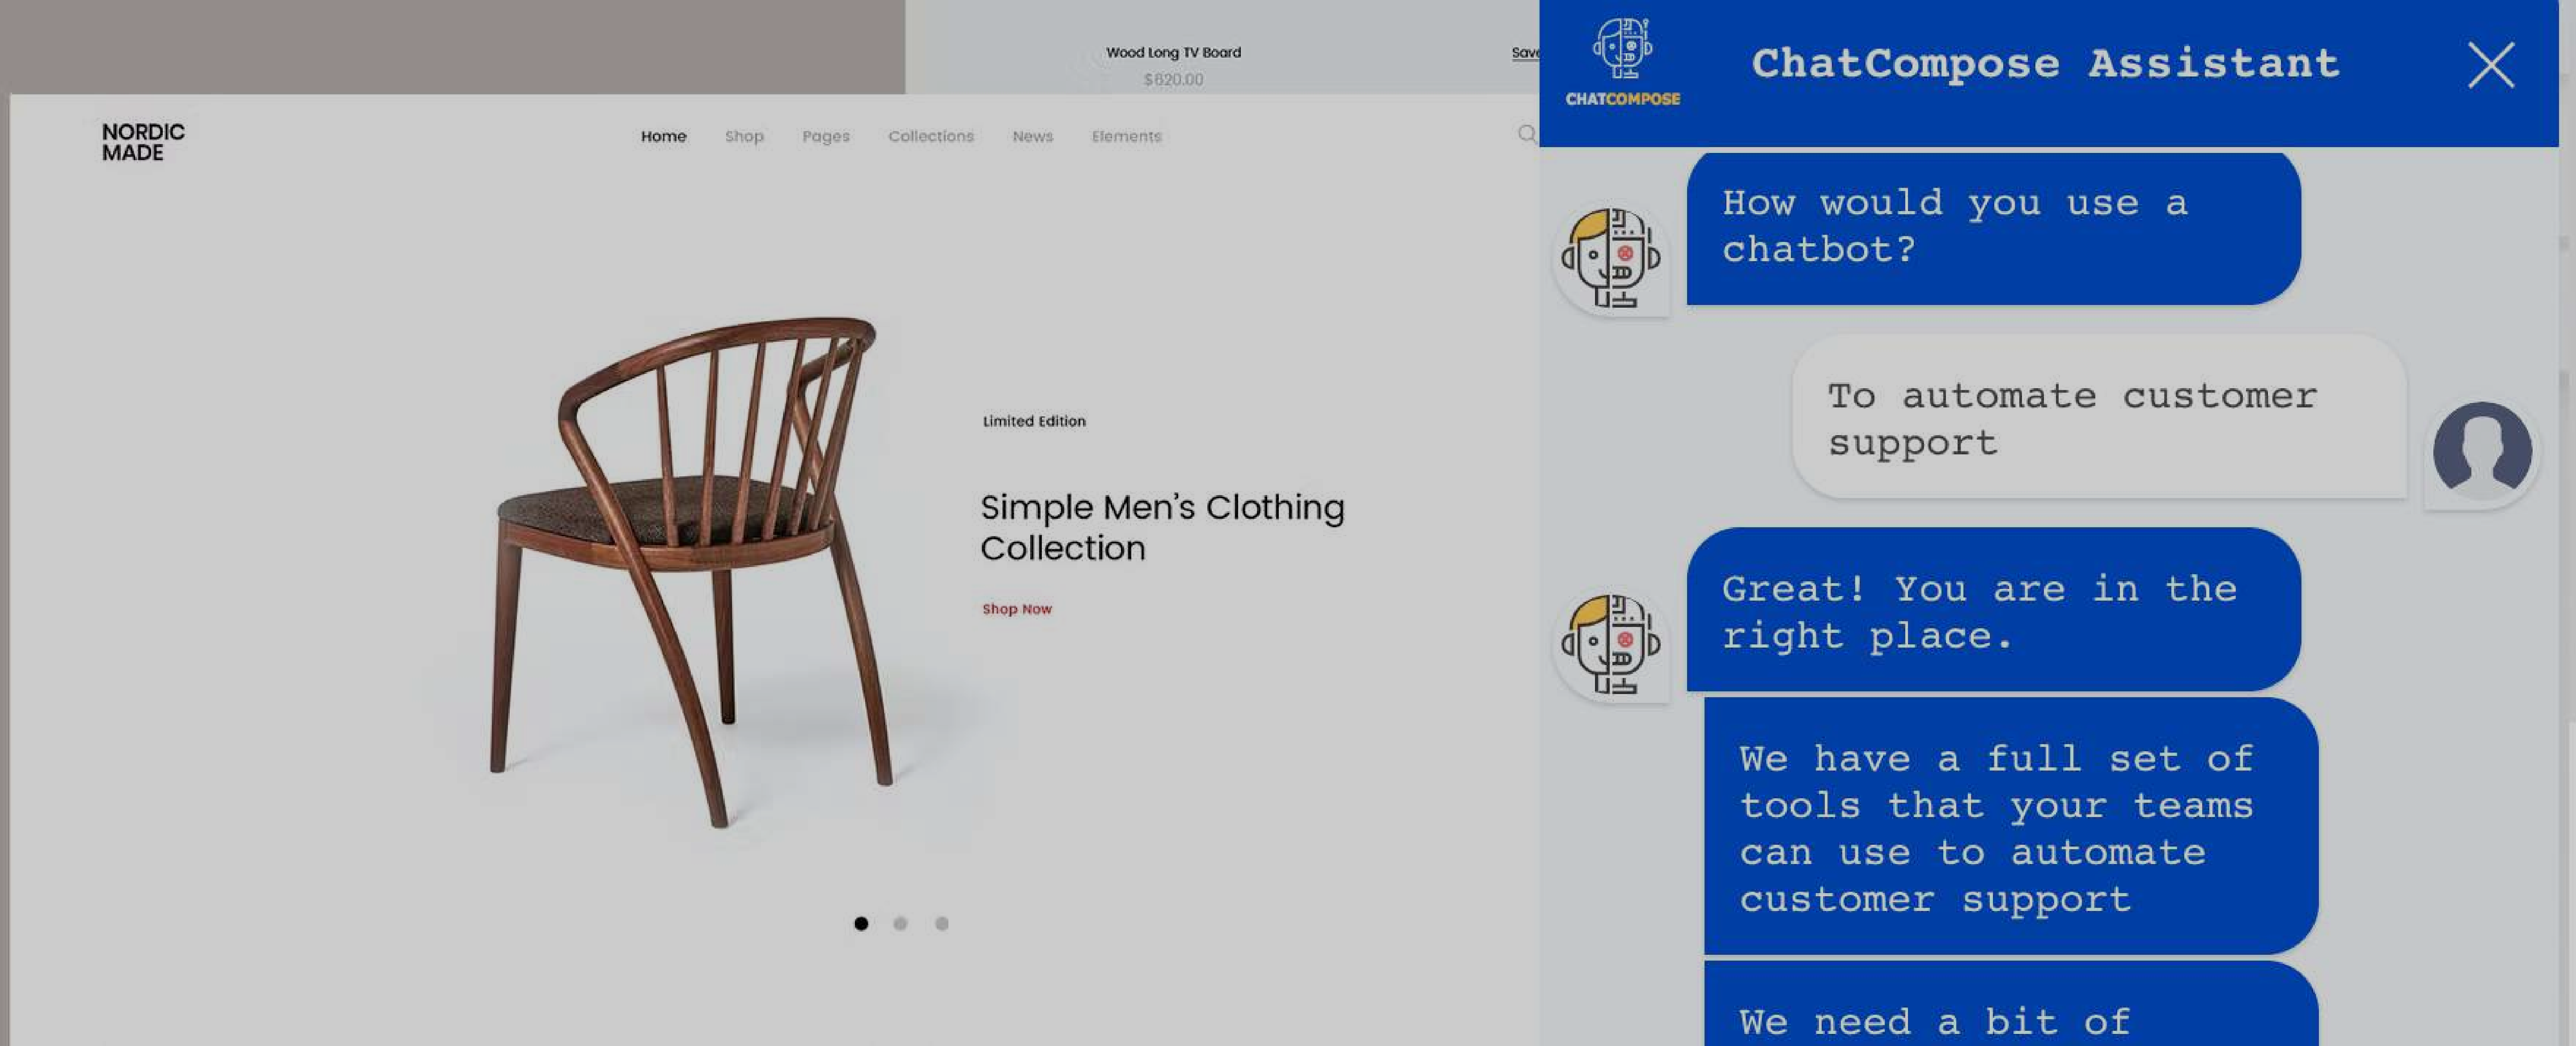 Wood Long TV Board
$620.00
Save
NORDIC
MADE
Home Shop Pages Collections News Elements
Limited Edition
Simple Men's Clothing
Collection
Shop Now
CHATCOMPOSE
ChatCompose Assistant
How would you use a
chatbot?
To automate customer
support
Great! You are in the
right place.
We have a full set of
tools that your teams
can use to automate
customer support
We need a bit of